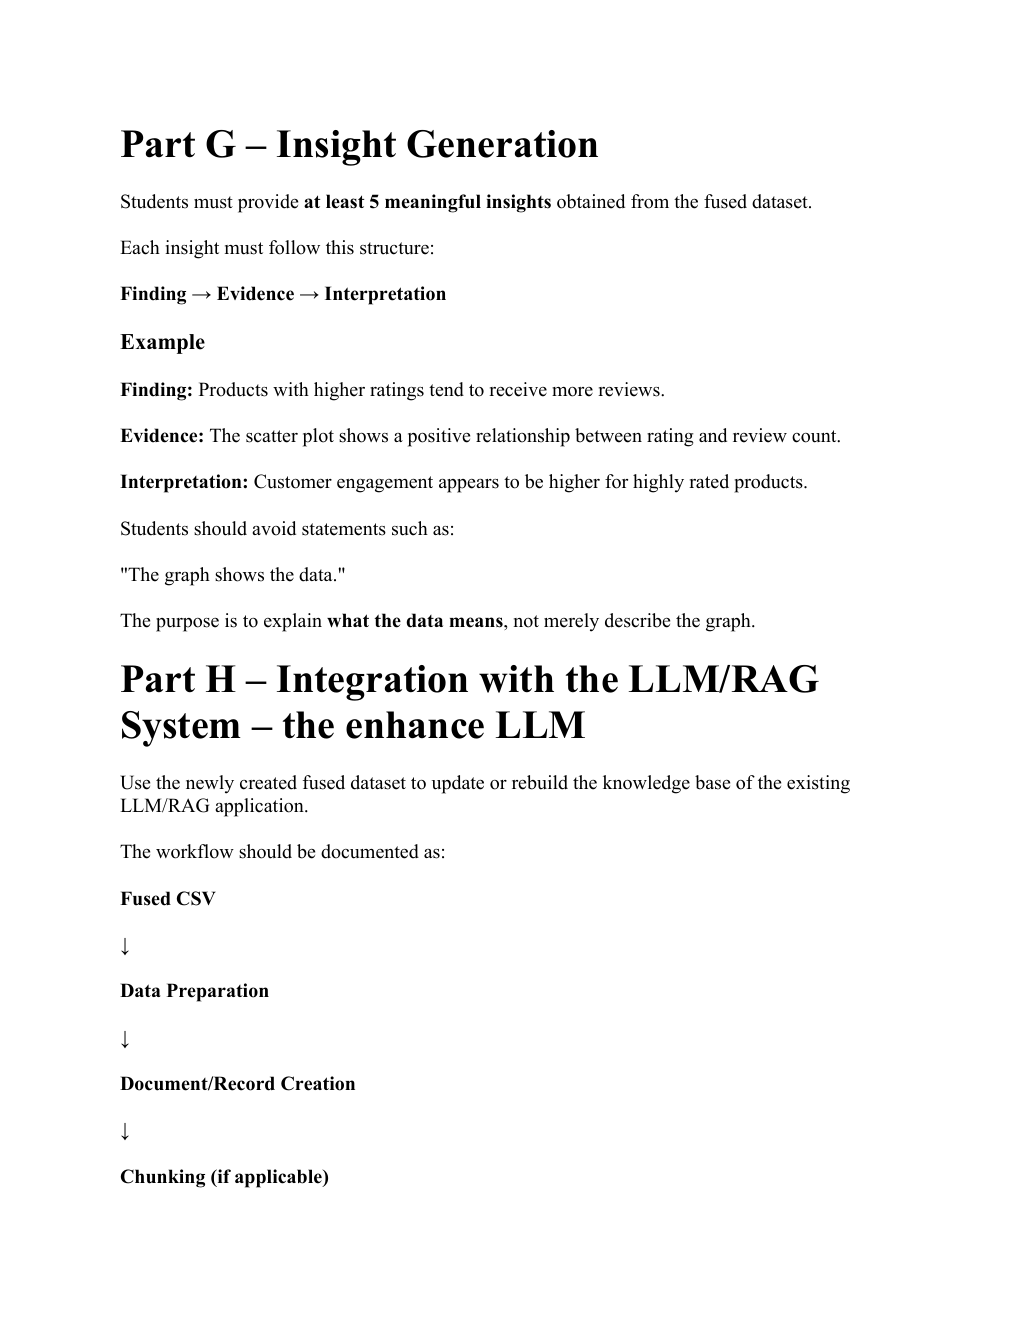 Part G – Insight Generation
Students must provide at least 5 meaningful insights obtained from the fused dataset.
Each insight must follow this structure:
Finding → Evidence → Interpretation
Example
Finding: Products with higher ratings tend to receive more reviews.
Evidence: The scatter plot shows a positive relationship between rating and review count.
Interpretation: Customer engagement appears to be higher for highly rated products.
Students should avoid statements such as:
"The graph shows the data."
The purpose is to explain what the data means, not merely describe the graph.
Part H – Integration with the LLM/RAG
System – the enhance LLM
Use the newly created fused dataset to update or rebuild the knowledge base of the existing
LLM/RAG application.
The workflow should be documented as:
Fused CSV
↓
Data Preparation
↓
Document/Record Creation
↓
Chunking (if applicable)